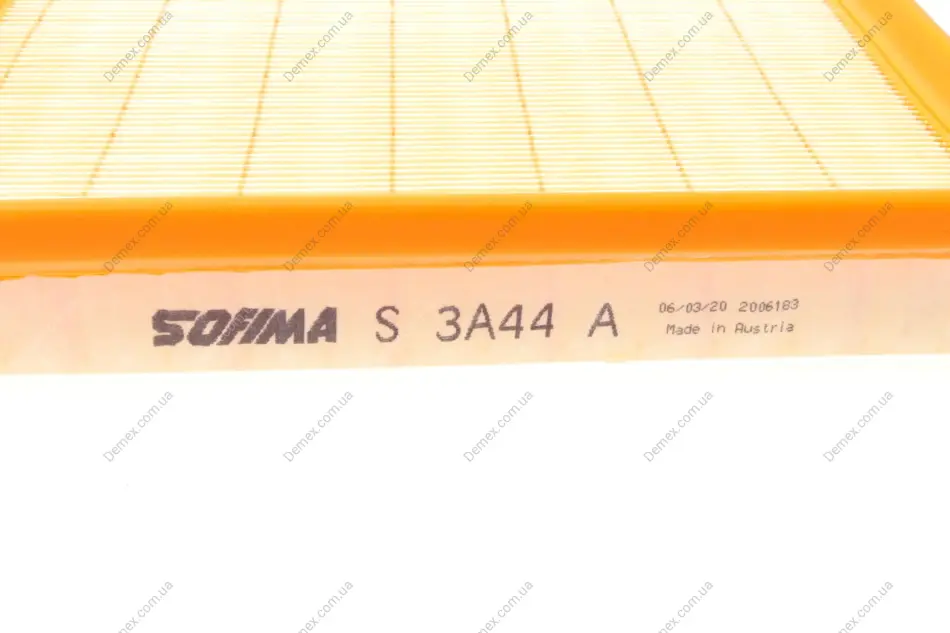 SOFIMA S 3A44 A
06/03/20 2006183
Made in Austria
Demex.com.ua